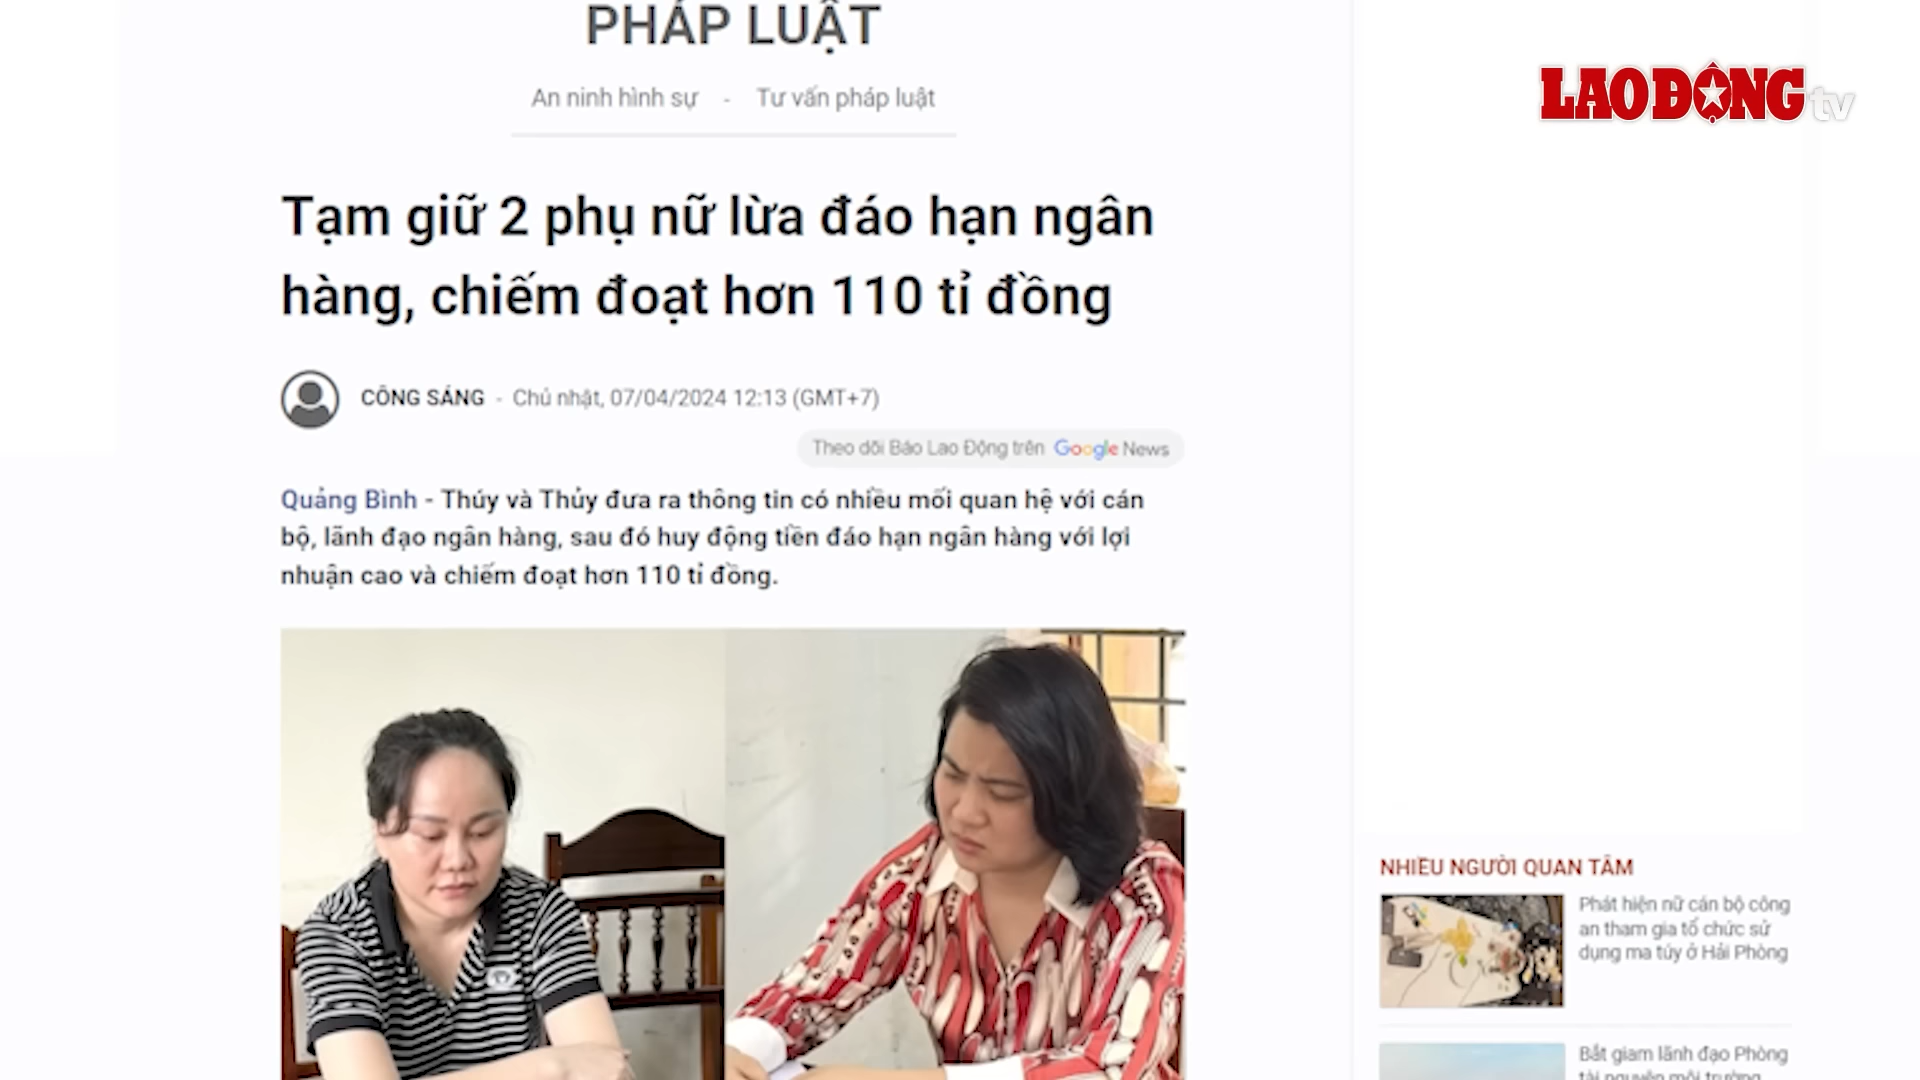 PHÁP LUẬT
LAO ĐỘNG tv
An ninh hình sự - Tư vấn pháp luật
Tạm giữ 2 phụ nữ lừa đáo hạn ngân
hàng, chiếm đoạt hơn 110 tỉ đồng
CÔNG SÁNG - Chủ nhật, 07/04/2024 12:13 (GMT+7)
Theo dõi Báo Lao Động trên Google News
Quảng Bình - Thúy và Thủy đưa ra thông tin có nhiều mối quan hệ với cán
bộ, lãnh đạo ngân hàng, sau đó huy động tiền đáo hạn ngân hàng với lợi
nhuận cao và chiếm đoạt hơn 110 tỉ đồng.
NHIỀU NGƯỜI QUAN TÂM
Phát hiện nữ cán bộ công
an tham gia tổ chức sử
dụng ma túy ở Hải Phòng
Bắt giam lãnh đạo Phòng
tài nguyên môi trường